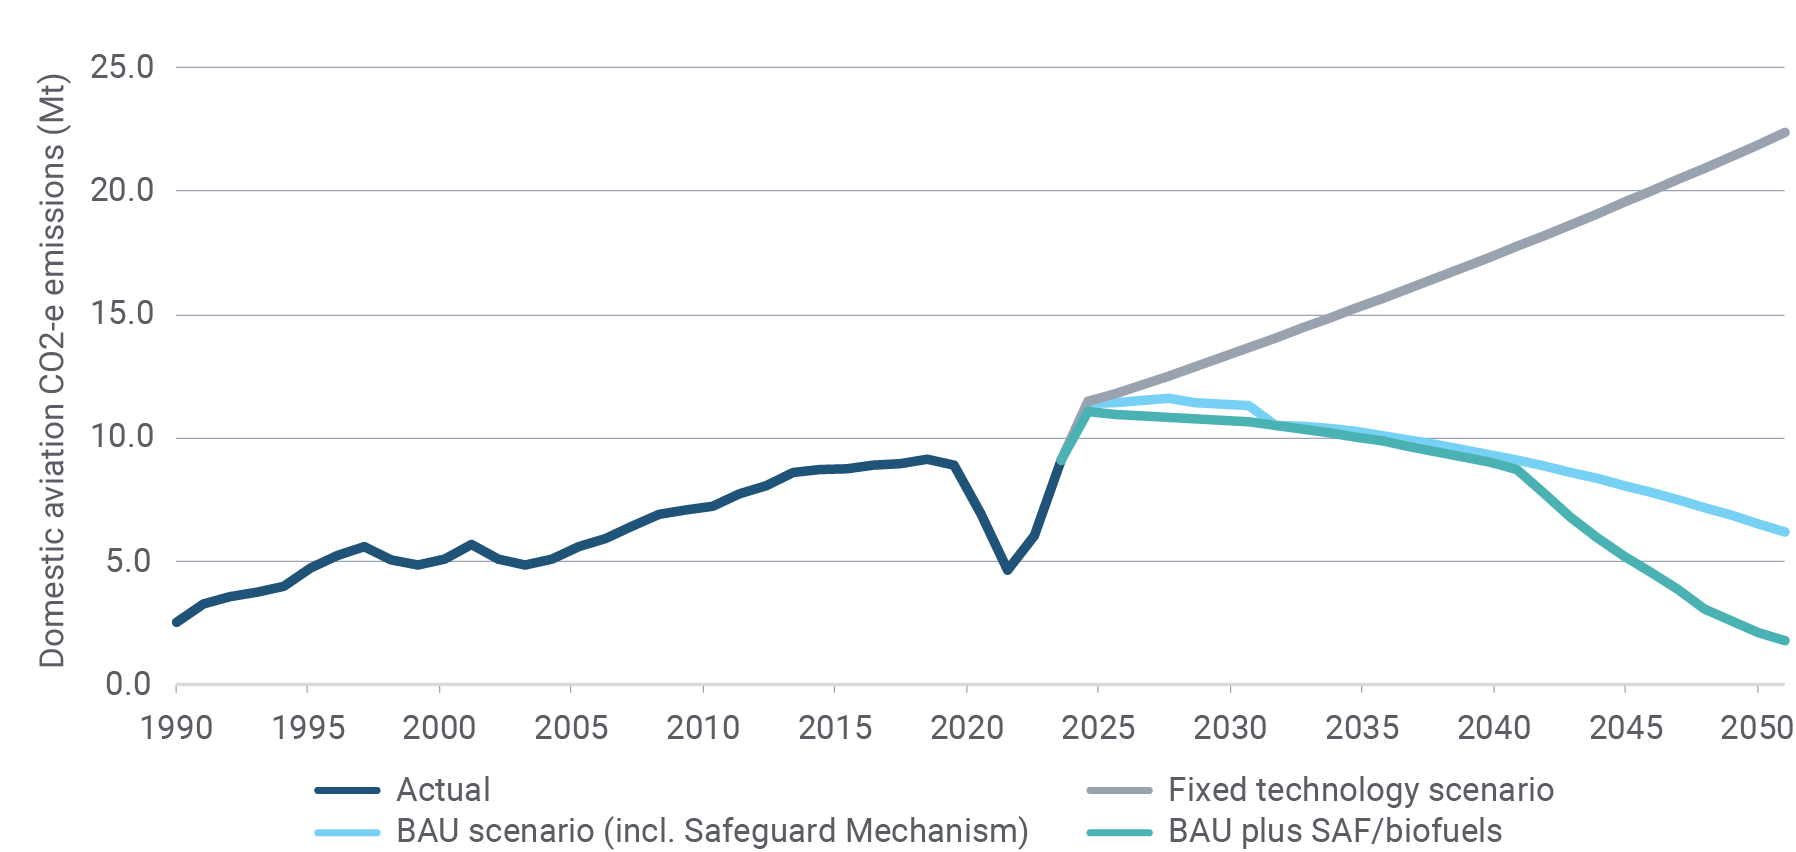 Domestic aviation CO2-e emissions (Mt)
25.0
20.0
15.0
10.0
5.0
0.0
1990 1995 2000 2005 2010 2015 2020 2025 2030 2035 2040 2045 2050
Actual Fixed technology scenario
BAU scenario (incl. Safeguard Mechanism) BAU plus SAF/biofuels